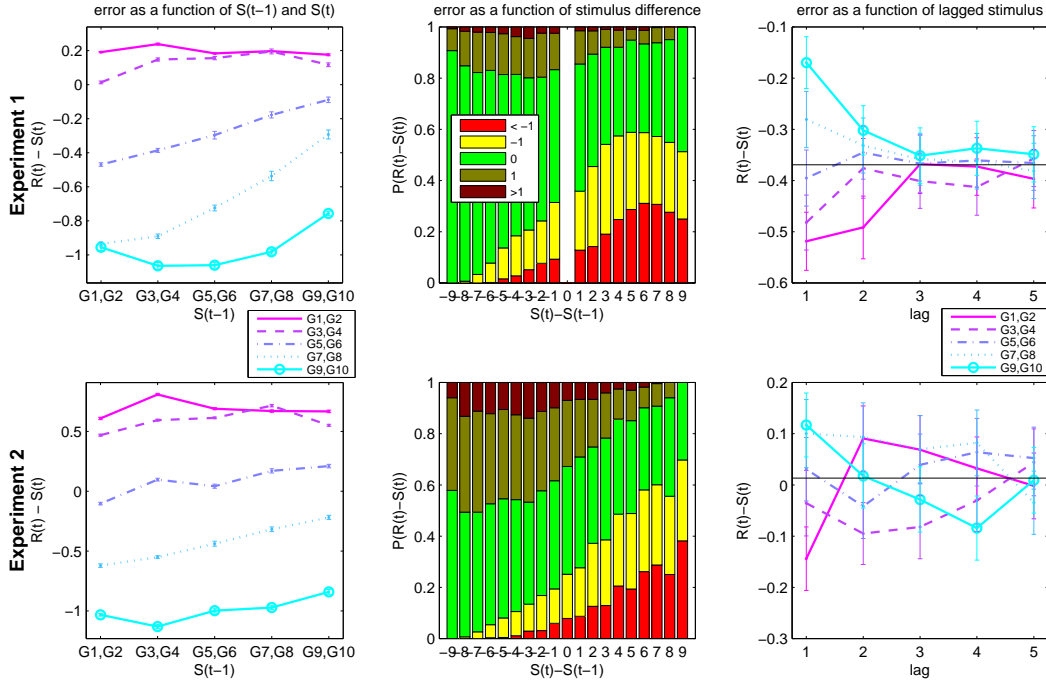 error as a function of S(t−1) and S(t)
error as a function of stimulus difference
error as a function of lagged stimulus
Experiment 1
R(t) − S(t)
0.2
0
−0.2
−0.4
−0.6
−0.8
−1
G1,G2 G3,G4 G5,G6 G7,G8 G9,G10
S(t−1)
P(R(t)−S(t))
1
0.8
0.6
0.4
0.2
0
< −1
−1
0
1
>1
−9−8−7−6−5−4−3−2−1 0 1 2 3 4 5 6 7 8 9
S(t)−S(t−1)
R(t)−S(t)
−0.1
−0.2
−0.3
−0.4
−0.5
−0.6
1 2 3 4 5
lag
G1,G2
G3,G4
G5,G6
G7,G8
G9,G10
G1,G2
G3,G4
G5,G6
G7,G8
G9,G10
Experiment 2
R(t) − S(t)
0.5
0
−0.5
−1
G1,G2 G3,G4 G5,G6 G7,G8 G9,G10
S(t−1)
P(R(t)−S(t))
1
0.8
0.6
0.4
0.2
0
−9−8−7−6−5−4−3−2−1 0 1 2 3 4 5 6 7 8 9
S(t)−S(t−1)
R(t)−S(t)
0.2
0.1
0
−0.1
−0.2
−0.3
1 2 3 4 5
lag